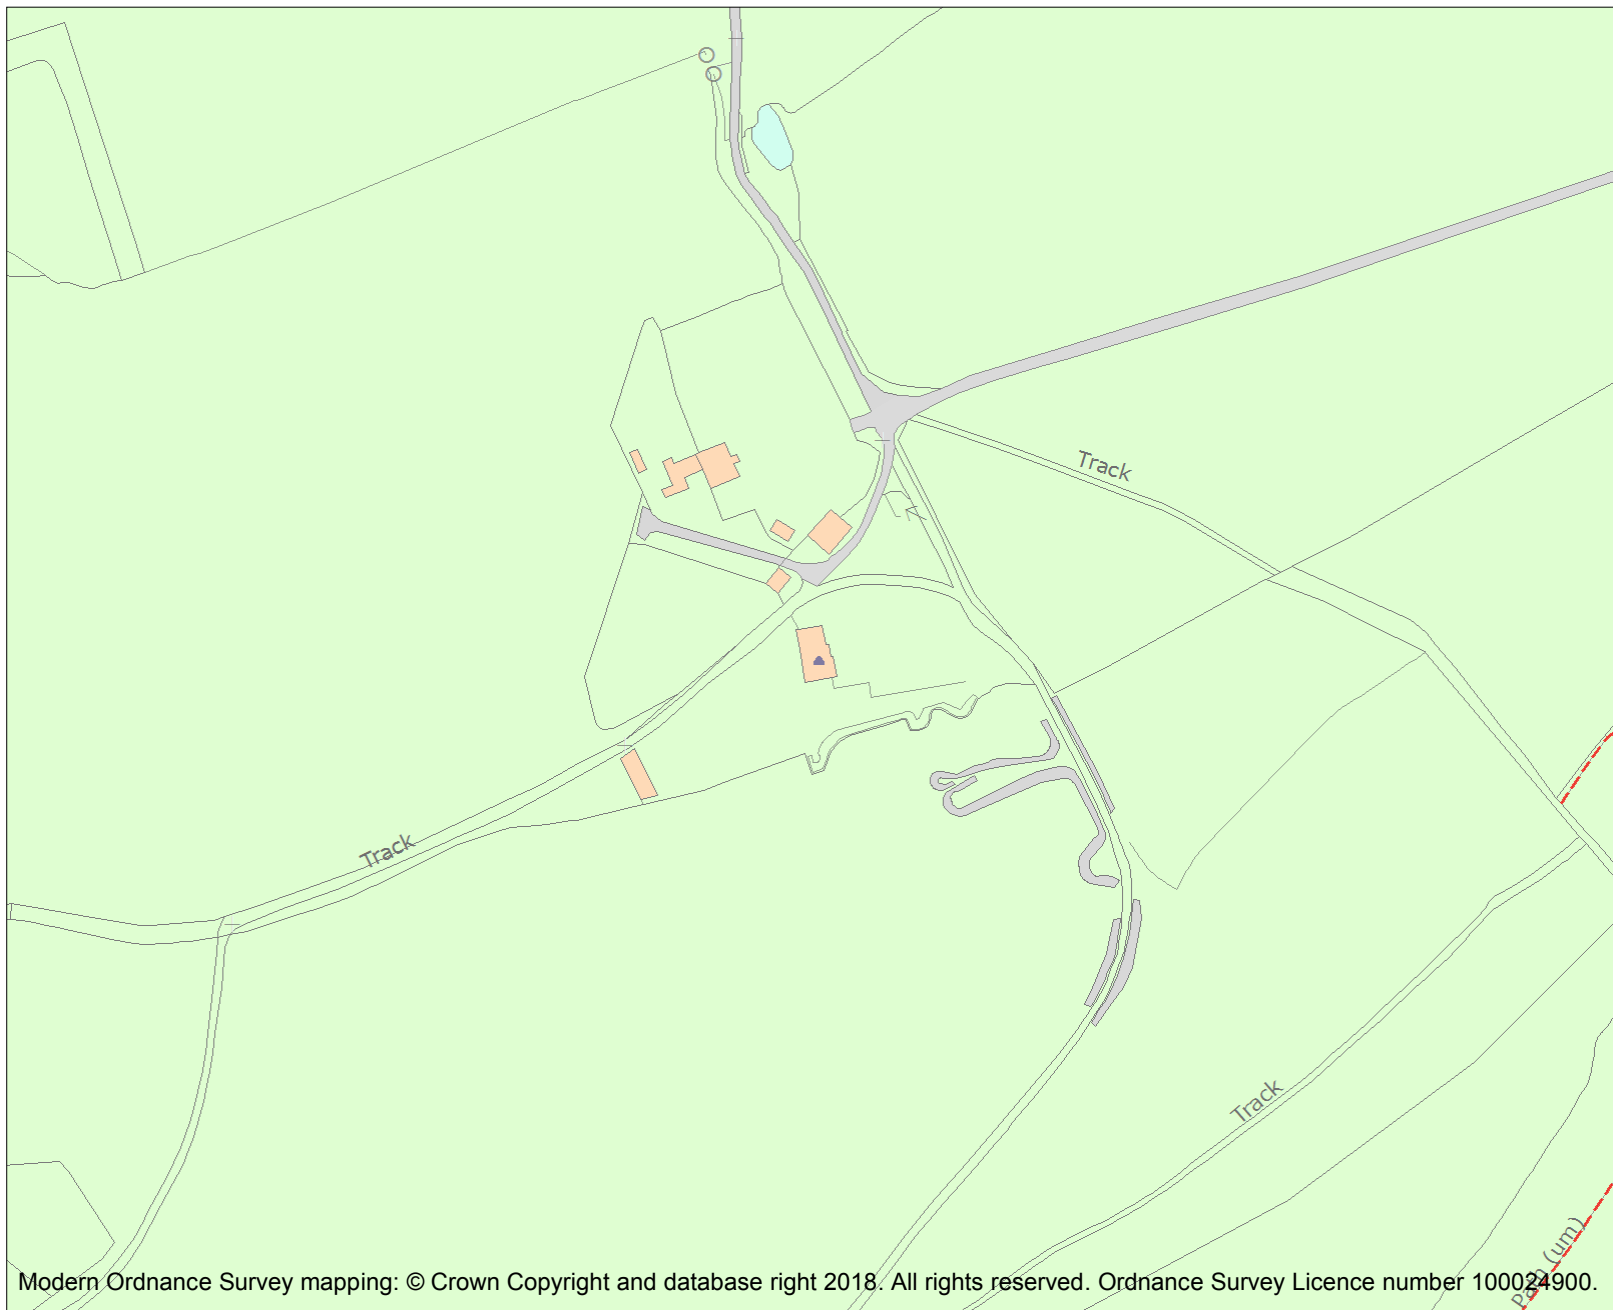 Track
Track
Track
Path (um)
Modern Ordnance Survey mapping: © Crown Copyright and database right 2018. All rights reserved. Ordnance Survey Licence number 100024900.